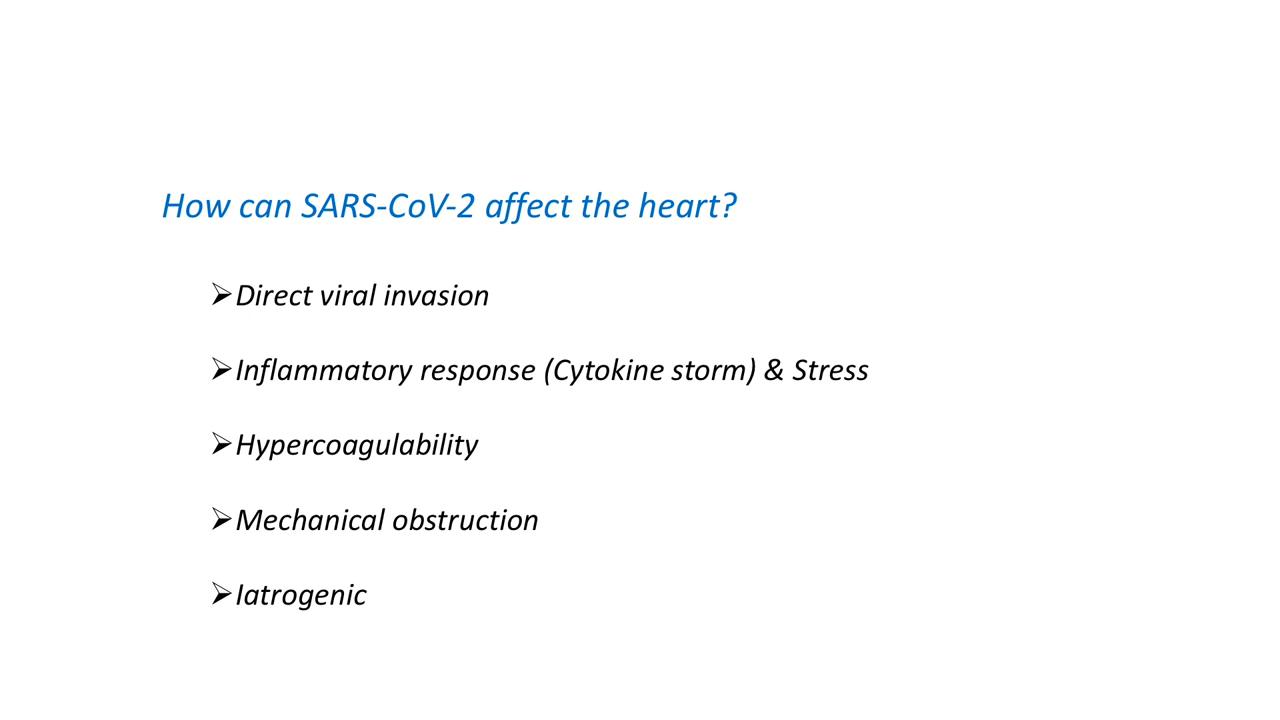 How can SARS-CoV-2 affect the heart?
➢Direct viral invasion
➢Inflammatory response (Cytokine storm) & Stress
➢Hypercoagulability
➢Mechanical obstruction
➢Iatrogenic